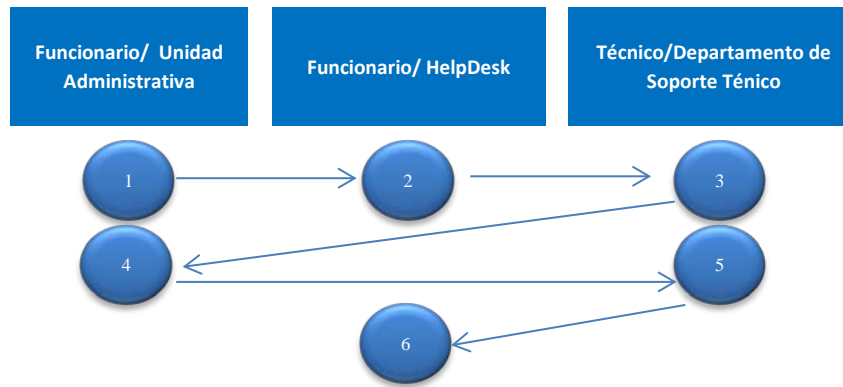 Funcionario/ Unidad
Administrativa
Funcionario/ HelpDesk
Técnico/Departamento de
Soporte Ténico
1
2
3
4
5
6